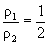 ρ₁/ρ₂ = 1/2